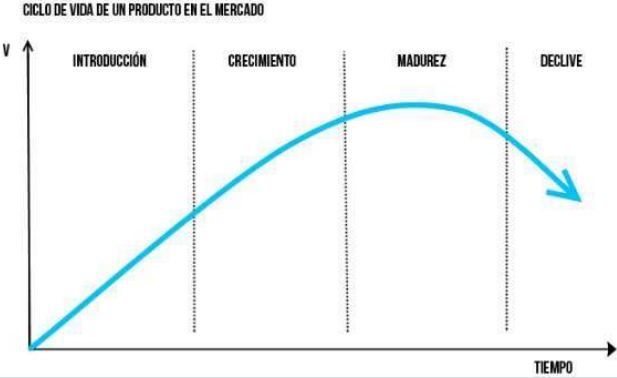 CICLO DE VIDA DE UN PRODUCTO EN EL MERCADO
V
INTRODUCCIÓN
CRECIMIENTO
MADUREZ
DECLIVE
TIEMPO